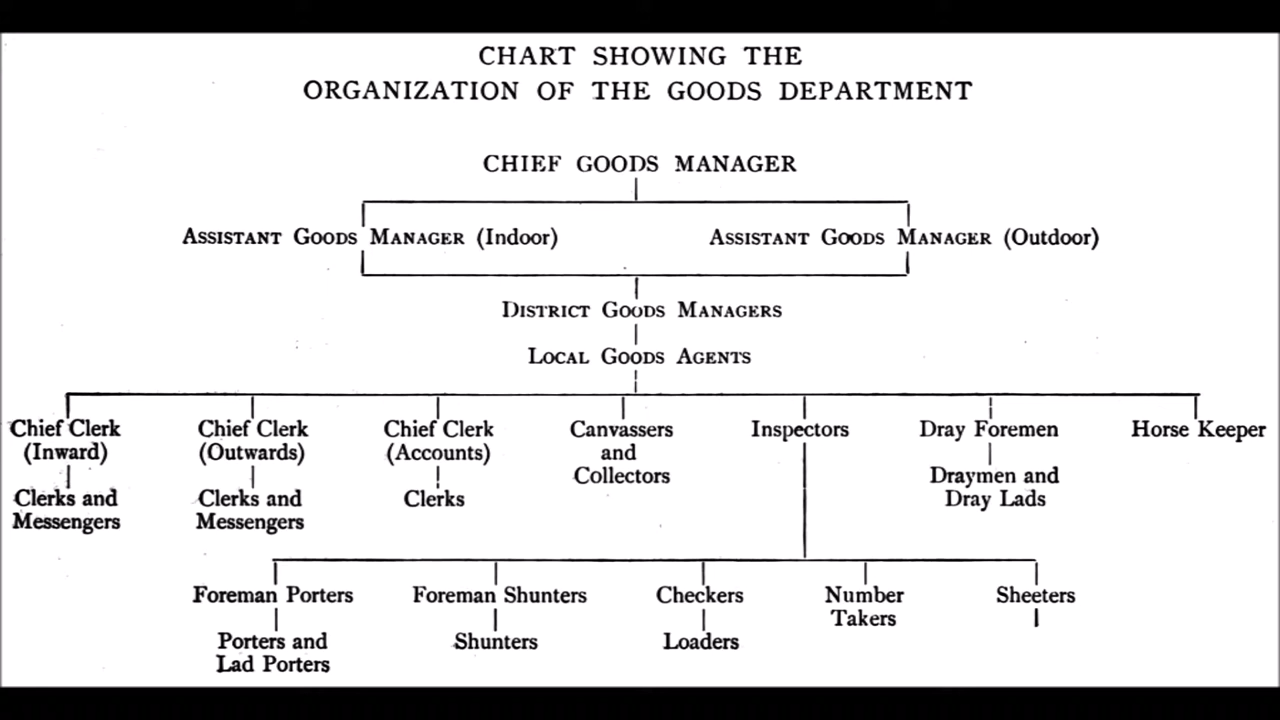 CHART SHOWING THE
ORGANIZATION OF THE GOODS DEPARTMENT
CHIEF GOODS MANAGER
ASSISTANT GOODS MANAGER (Indoor)
ASSISTANT GOODS MANAGER (Outdoor)
DISTRICT GOODS MANAGERS
LOCAL GOODS AGENTS
Chief Clerk
(Inward)
Clerks and
Messengers
Chief Clerk
(Outwards)
Clerks and
Messengers
Chief Clerk
(Accounts)
Clerks
Canvassers
and
Collectors
Inspectors
Dray Foremen
Draymen and
Dray Lads
Horse Keeper
Foreman Porters
Porters and
Lad Porters
Foreman Shunters
Shunters
Checkers
Loaders
Number
Takers
Sheeters